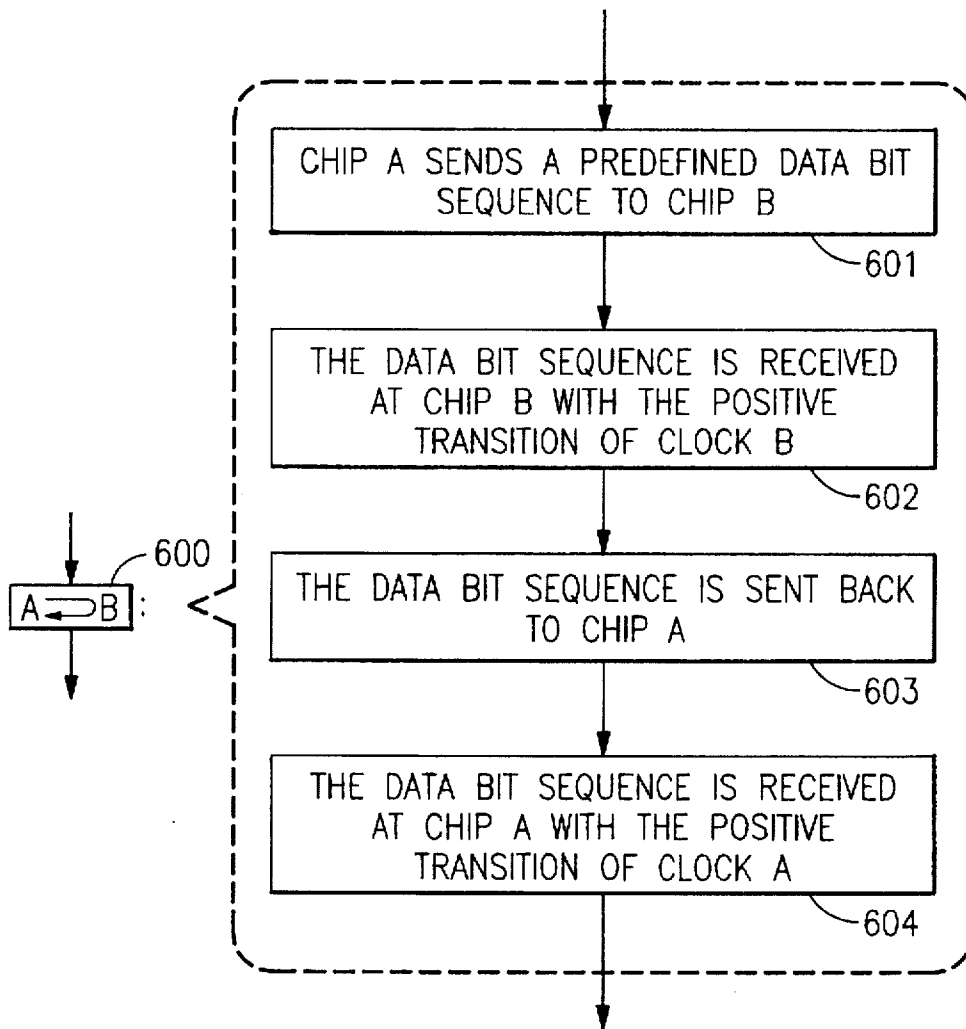 CHIP A SENDS A PREDEFINED DATA BIT
SEQUENCE TO CHIP B
601
THE DATA BIT SEQUENCE IS RECEIVED
AT CHIP B WITH THE POSITIVE
TRANSITION OF CLOCK B
602
600
A B :
THE DATA BIT SEQUENCE IS SENT BACK
TO CHIP A
603
THE DATA BIT SEQUENCE IS RECEIVED
AT CHIP A WITH THE POSITIVE
TRANSITION OF CLOCK A
604